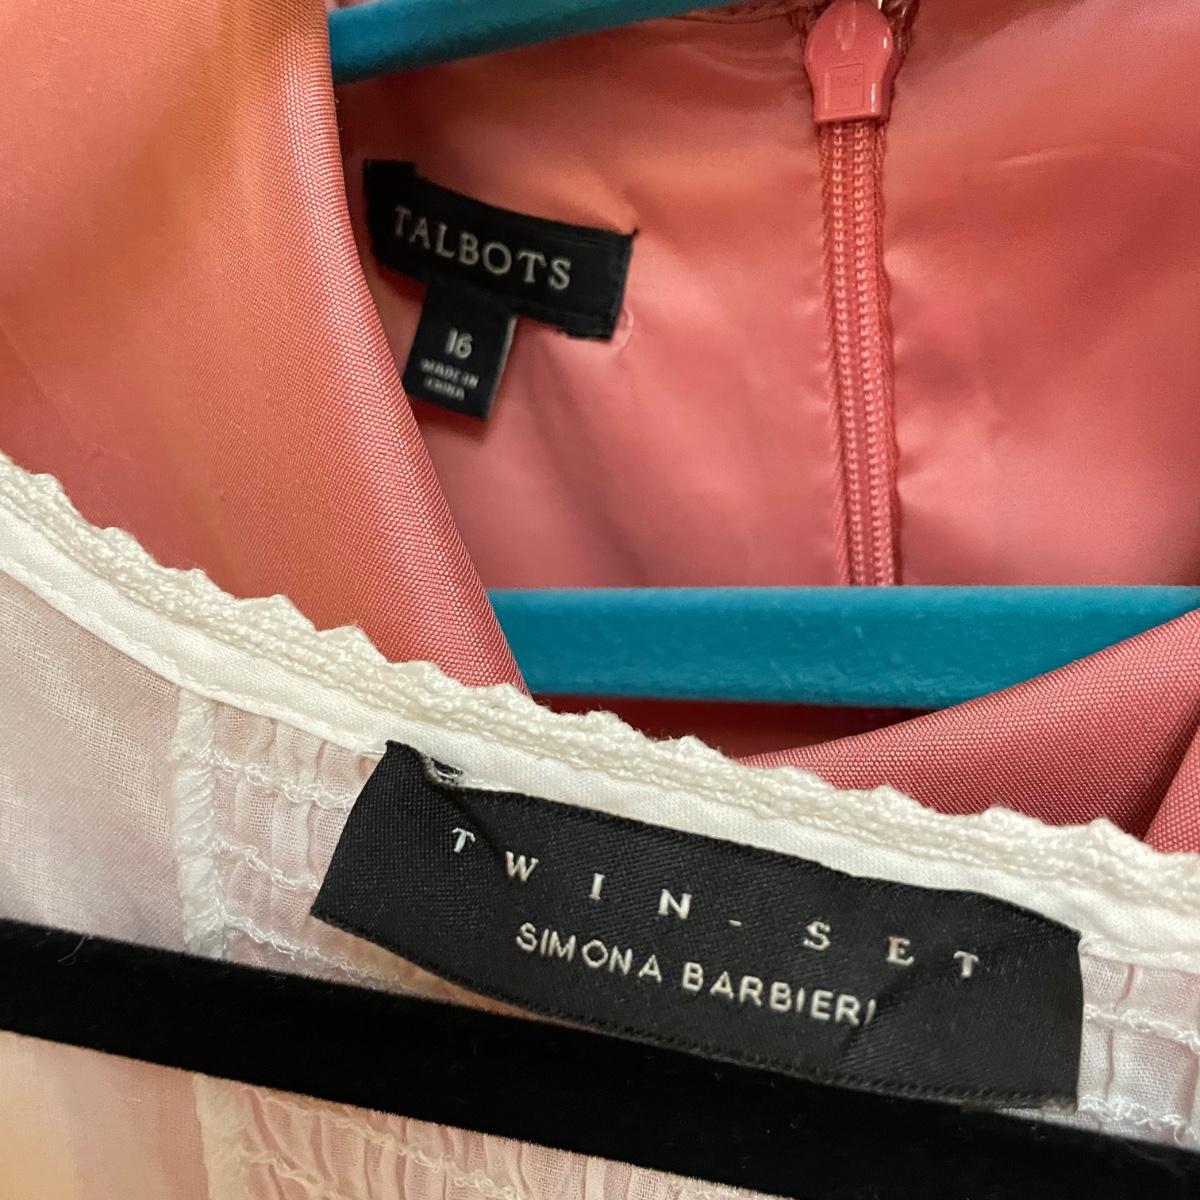 TALBOTS
16
MADE IN
CHINA
TWIN-SET
SIMONA BARBIERI